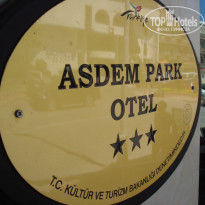 TOP Hotels
ASDEM PARK
OTEL
T.C. KÜLTÜR VE TURİZM BAKANLIĞI